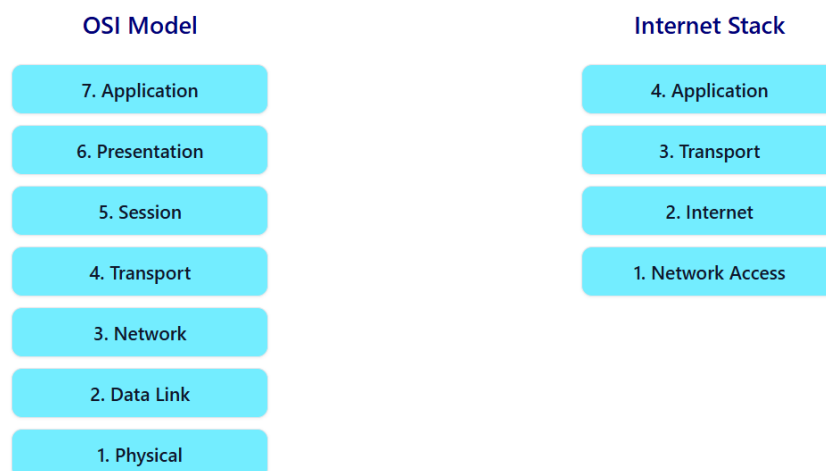 OSI Model
7. Application
6. Presentation
5. Session
4. Transport
3. Network
2. Data Link
1. Physical
Internet Stack
4. Application
3. Transport
2. Internet
1. Network Access